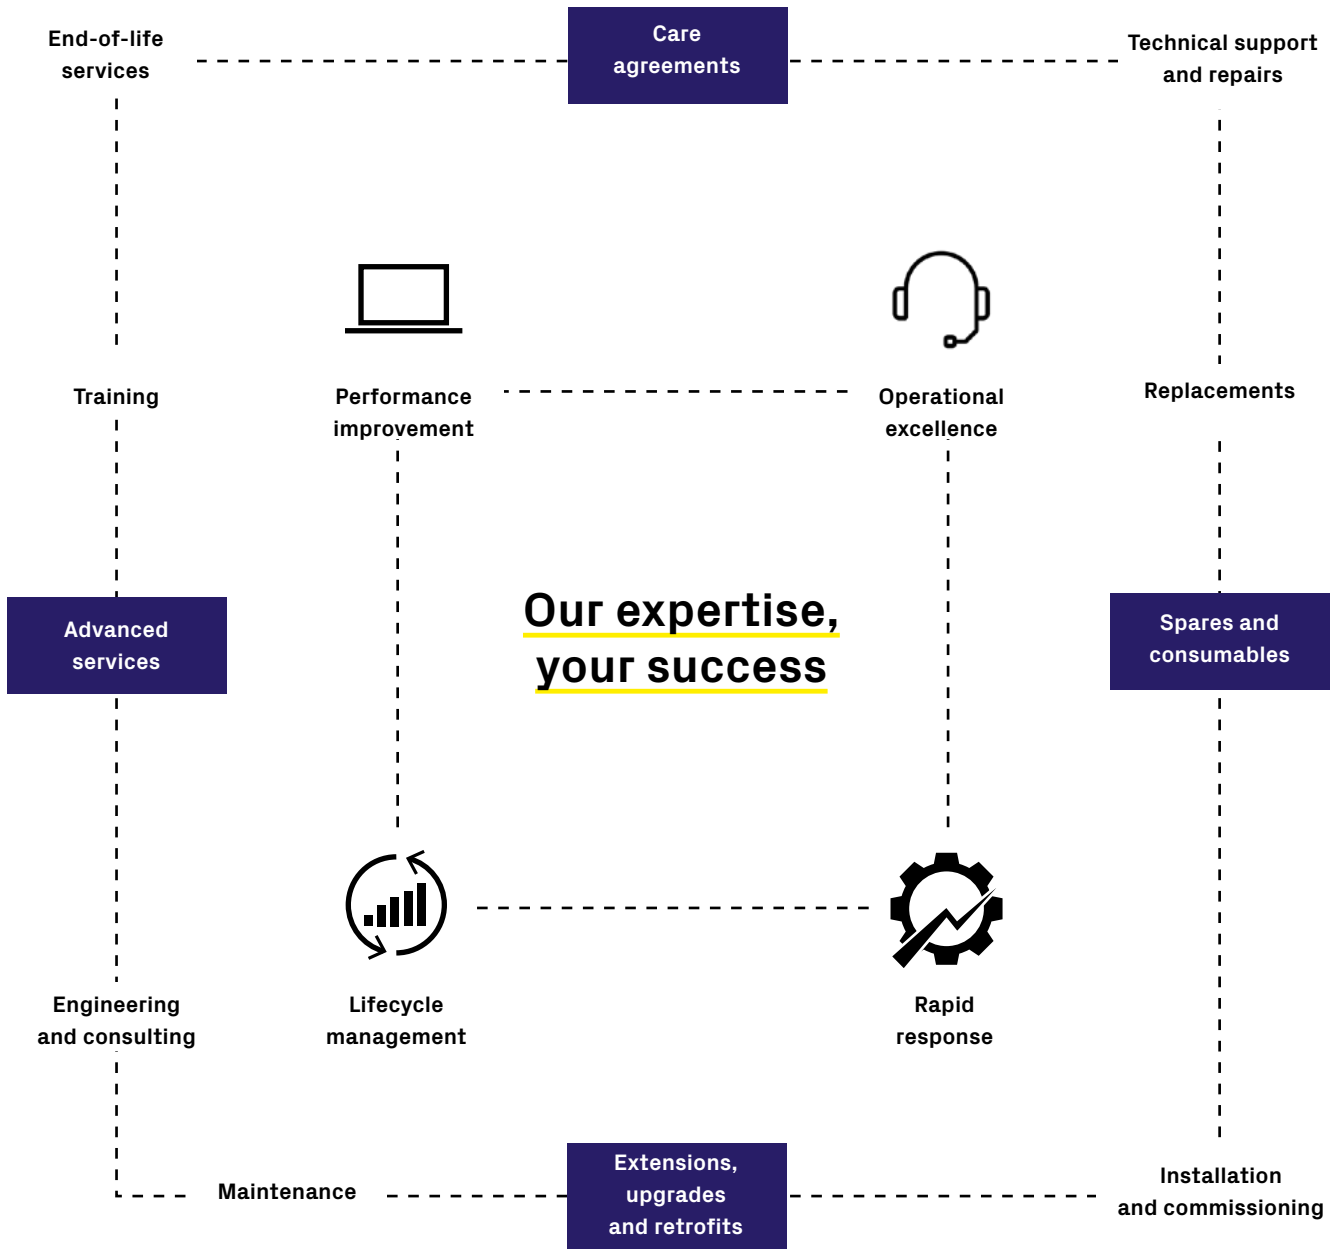 End-of-life
services
Care
agreements
Technical support
and repairs
Training
Performance
improvement
Operational
excellence
Replacements
Advanced
services
Our expertise,
your success
Spares and
consumables
Engineering
and consulting
Lifecycle
management
Rapid
response
Maintenance
Extensions,
upgrades
and retrofits
Installation
and commissioning